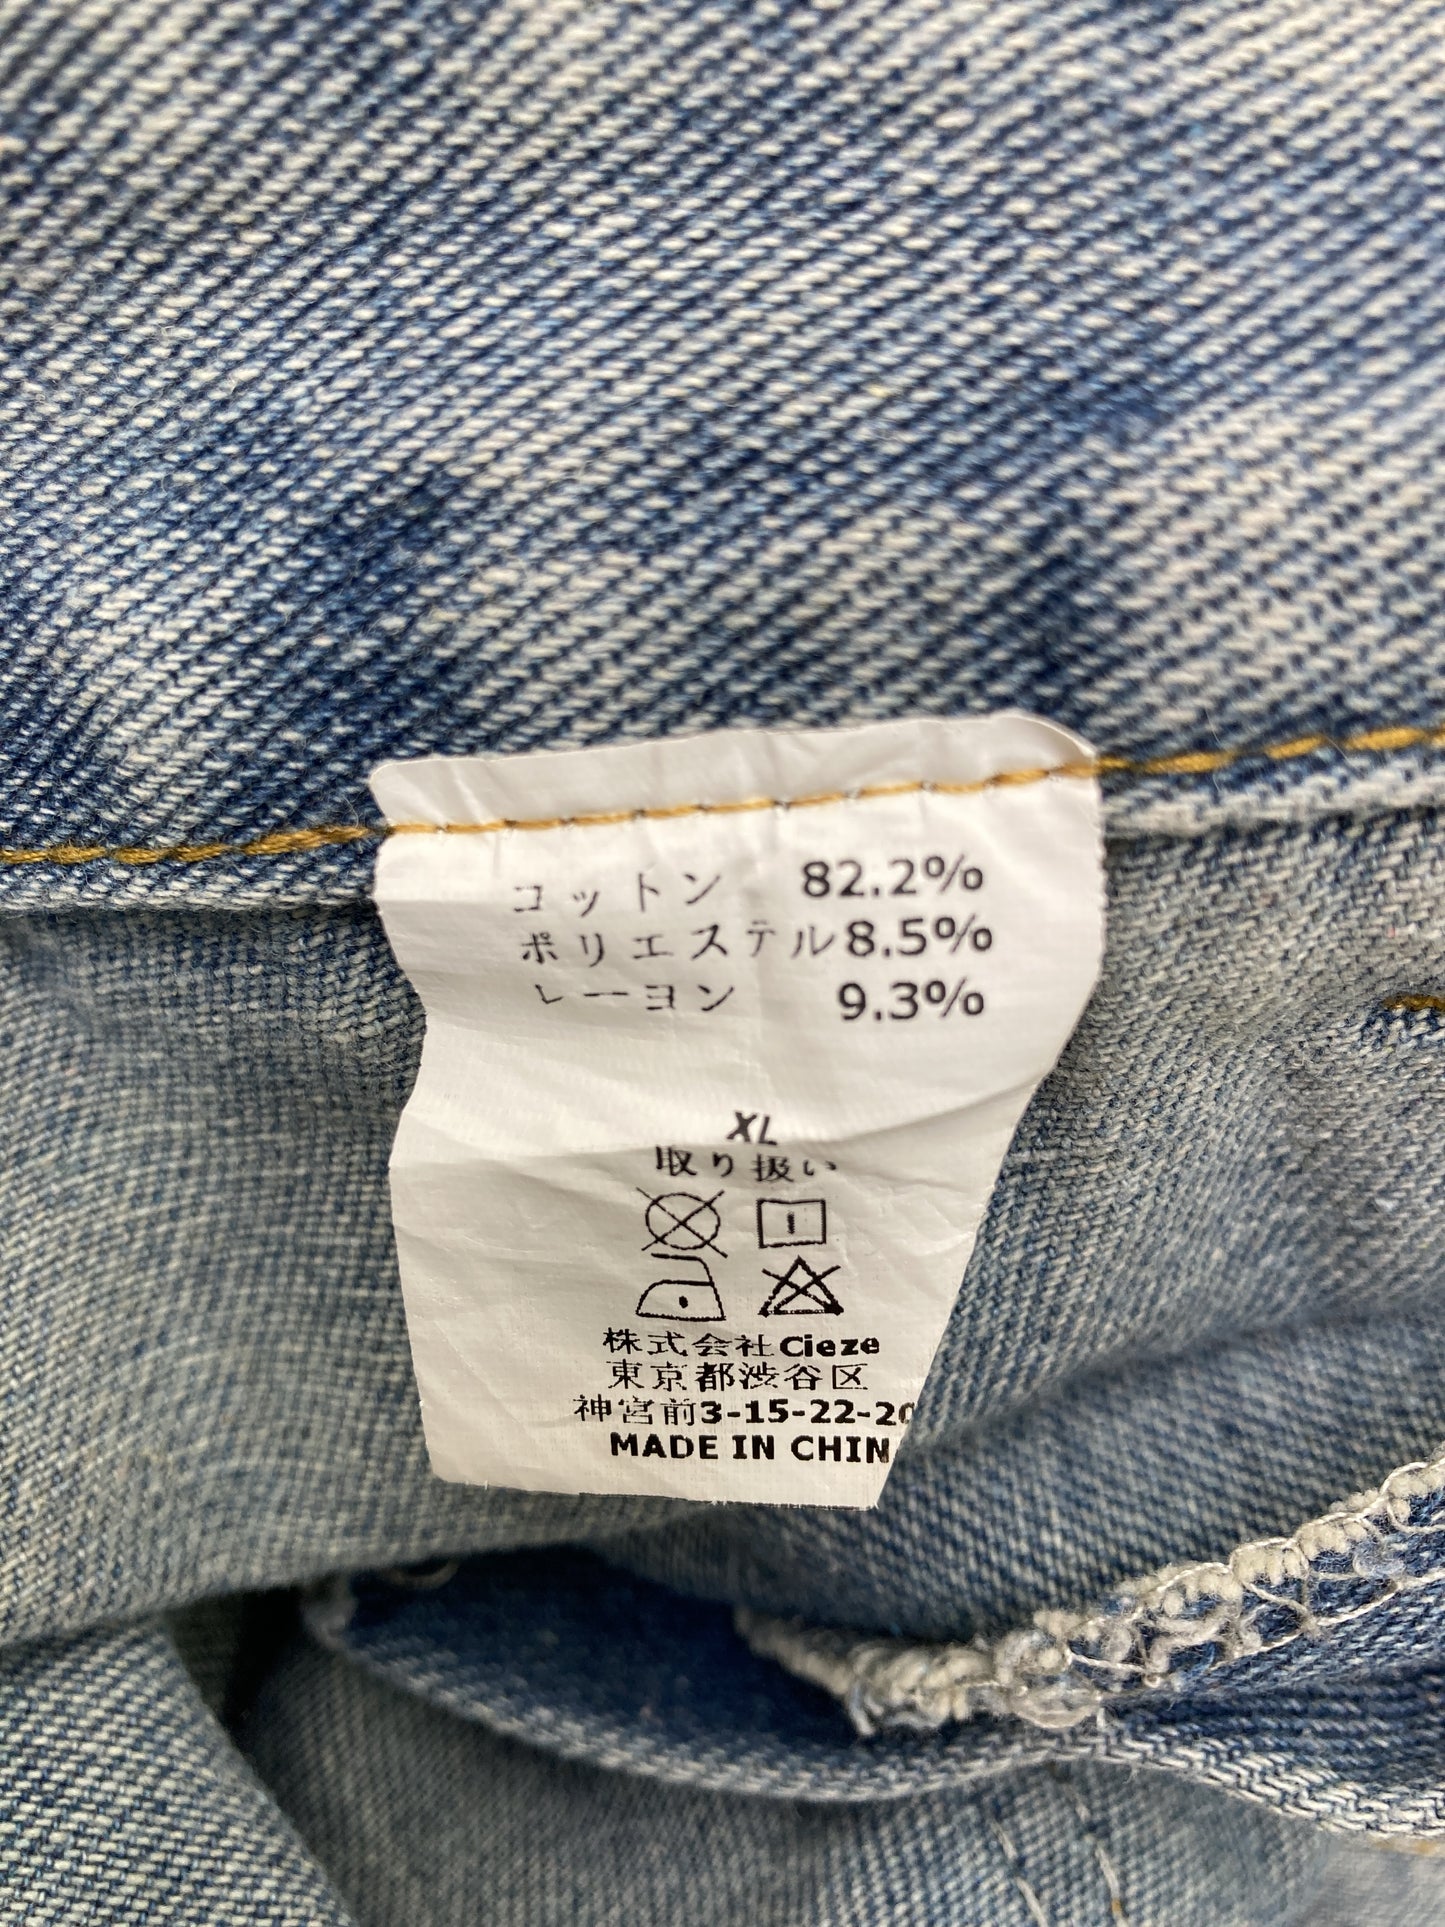 コットン 82.2%
ポリエステル 8.5%
レーヨン 9.3%
XL
取り扱い
株式会社Cieze
東京都渋谷区
神宮前3-15-22-20
MADE IN CHIN